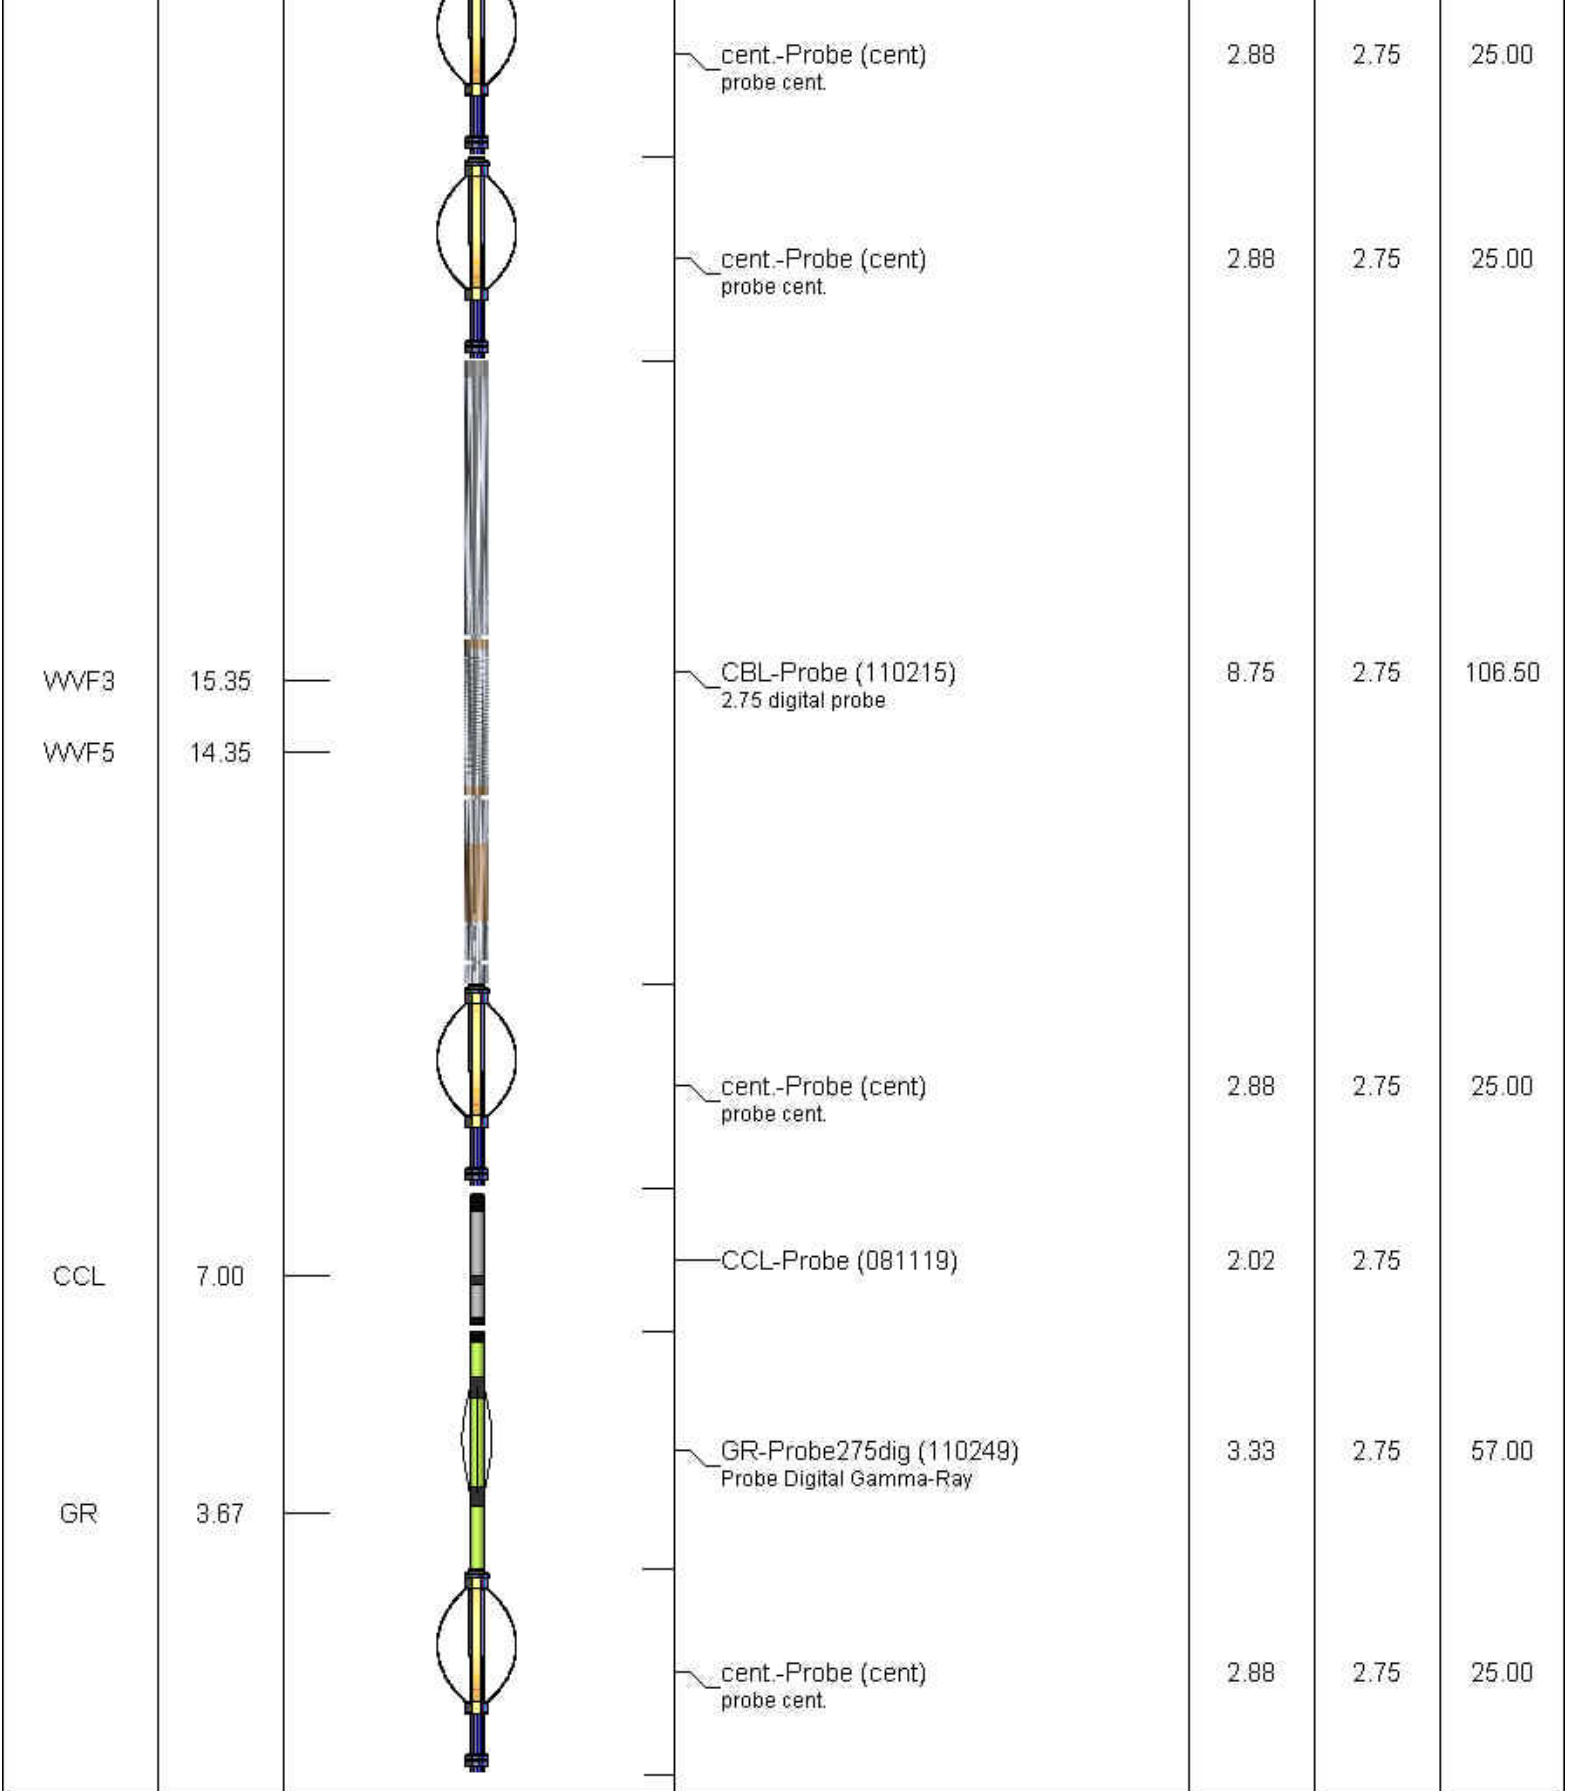 cent.-Probe (cent) 2.88 2.75 25.00
probe cent.
cent.-Probe (cent) 2.88 2.75 25.00
probe cent.
WVF3 15.35 CBL-Probe (110215) 8.75 2.75 106.50
2.75 digital probe
WVF5 14.35
cent.-Probe (cent) 2.88 2.75 25.00
probe cent.
CCL 7.00 CCL-Probe (081119) 2.02 2.75
GR-Probe275dig (110249) 3.33 2.75 57.00
Probe Digital Gamma-Ray
GR 3.67
cent.-Probe (cent) 2.88 2.75 25.00
probe cent.